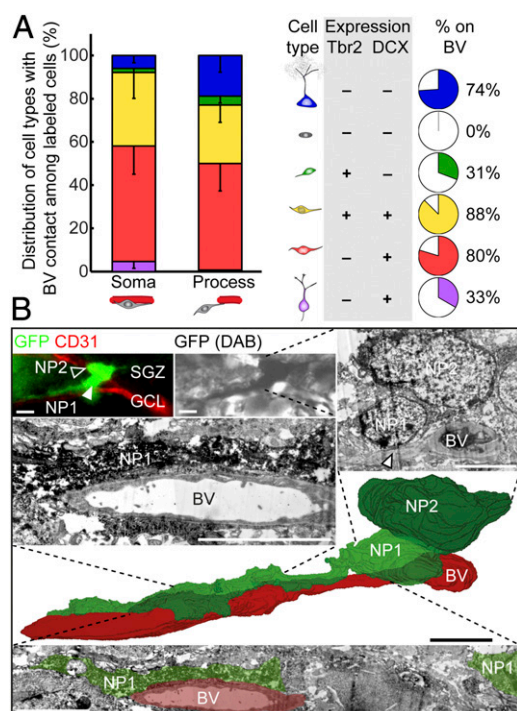 A
Distribution of cell types with
BV contact among labeled cells (%)
100
80
60
40
20
0
Soma
Process
Cell
type
Expression
Tbr2 DCX
% on
BV
– –
74%
– –
0%
+ –
31%
+ +
88%
– +
80%
– +
33%
B
GFP CD31
NP2
NP1
SGZ
GCL
GFP (DAB)
NP2
NP1
BV
NP1
BV
NP2
NP1
BV
NP1
BV
NP1